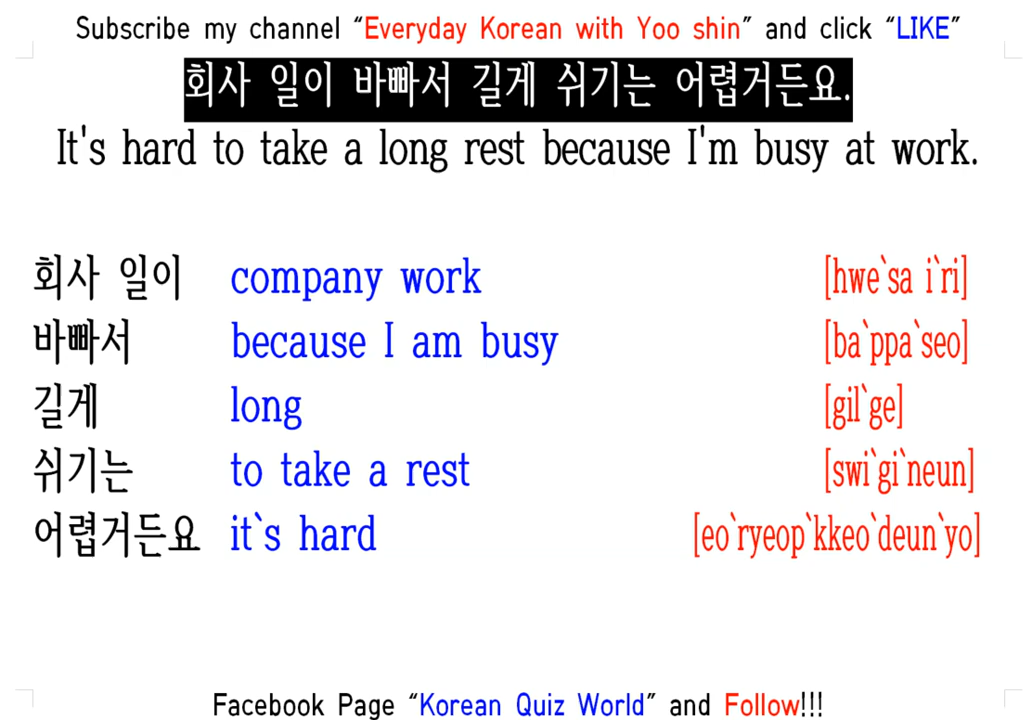 Subscribe my channel “Everyday Korean with Yoo shin” and click “LIKE”
회사 일이 바빠서 길게 쉬기는 어렵거든요.
It's hard to take a long rest because I'm busy at work.
회사 일이 company work [hwe`sa i`ri]
바빠서 because I am busy [ba`ppa`seo]
길게 long [gil`ge]
쉬기는 to take a rest [swi`gi`neun]
어렵거든요 it`s hard [eo`ryeop`kkeo`deun`yo]
Facebook Page “Korean Quiz World” and Follow!!!